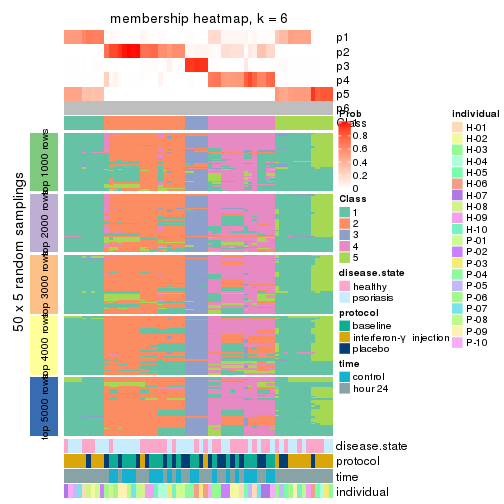 membership heatmap, k = 6
p1
p2
p3
p4
p5
p6
Class
50 x 5 random samplings
top 1000 rows
top 2000 rows
top 3000 rows
top 4000 rows
top 5000 rows
disease.state
protocol
time
individual
Prob
1
0.8
0.6
0.4
0.2
0
Class
1
2
3
4
5
disease.state
healthy
psoriasis
protocol
baseline
interferon-γ injection
placebo
time
control
hour 24
individual
H-01
H-02
H-03
H-04
H-05
H-06
H-07
H-08
H-09
H-10
P-01
P-02
P-03
P-04
P-05
P-06
P-07
P-08
P-09
P-10